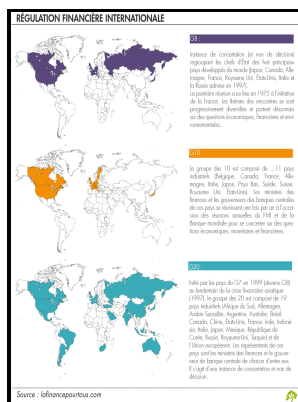 RÉGULATION FINANCIÈRE INTERNATIONALE
G8 :
Instance de concertation (et non de décision)
regroupant les chefs d'État des huit principaux
pays développés du monde (Japon, Canada, Alle-
magne, France, Royaume Uni, États-Unis, Italie et
la Russie admise en 1997).
La première réunion a eu lieu en 1975 à l'initiative
de la France. Les thèmes des rencontres se sont
progressivement diversifiés et portent désormais
sur des questions économiques, financières et envi-
ronnementales.
G10 :
Le groupe des 10 est composé de ...11 pays
industriels (Belgique, Canada, France, Alle-
magne, Italie, Japon, Pays Bas, Suède, Suisse,
Royaume Uni, États-Unis). Les ministres des
finances et les gouverneurs des banques centrales
de ces pays se réunissent une fois par an à l'occa-
sion des réunions annuelles du FMI et de la
Banque mondiale pour se concerter sur des ques-
tions économiques, monétaires et financières.
G20 :
Initié par les pays du G7 en 1999 (devenu G8)
au lendemain de la crise financière asiatique
(1997), le groupe des 20 est composé de 19
pays industriels (Afrique du Sud, Allemagne,
Arabie Saoudite, Argentine, Australie, Brésil,
Canada, Chine, États-Unis, France, Inde, Indoné-
sie, Italie, Japon, Mexique, République de
Corée, Russie, Royaume-Uni, Turquie) et de
l'Union européenne. Les représentants de ces
pays sont les ministres des finances et le gouver-
neur de banque centrale de chacun d'entre eux.
Il s'agit d'une instance de concertation et non de
décision.
Source : lafinancepourtous.com